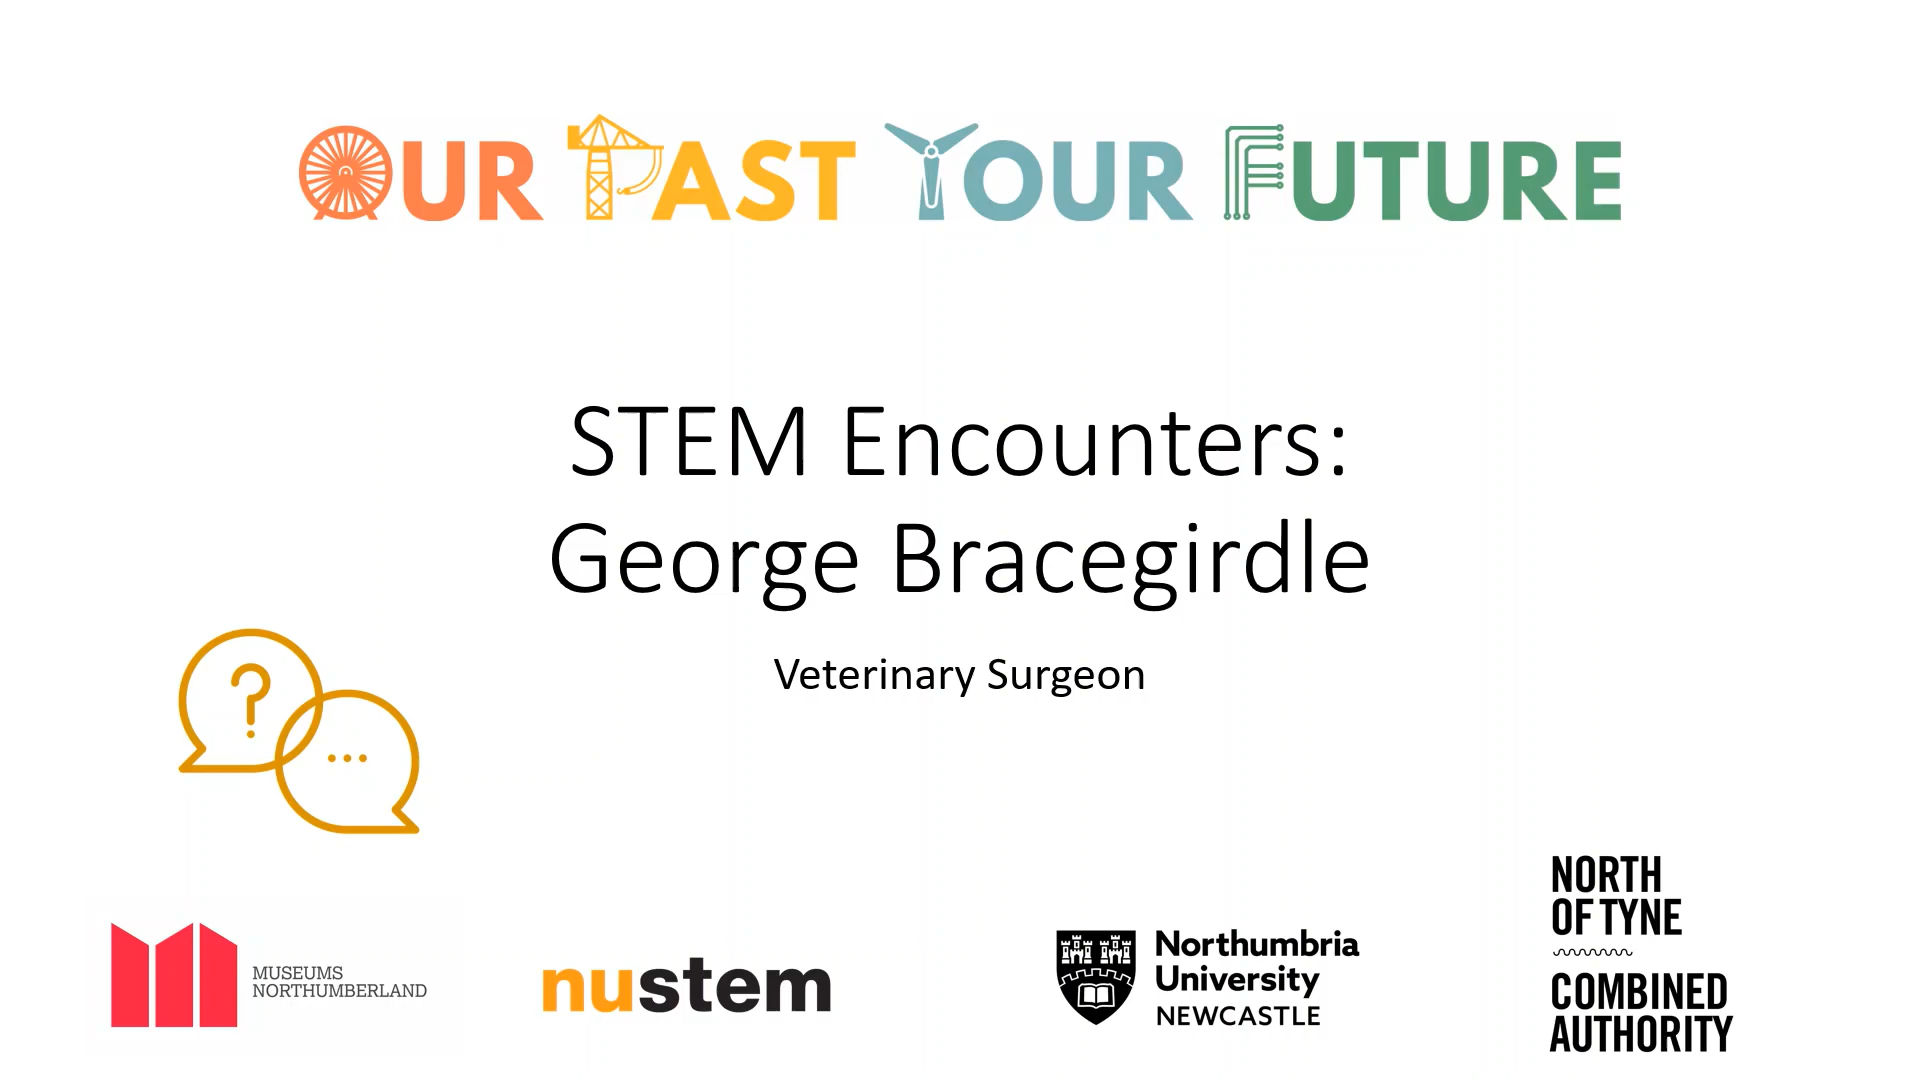 OUR PAST YOUR FUTURE
STEM Encounters:
George Bracegirdle
Veterinary Surgeon
?
...
MUSEUMS
NORTHUMBERLAND
nustem
Northumbria
University
NEWCASTLE
NORTH
OF TYNE
COMBINED
AUTHORITY